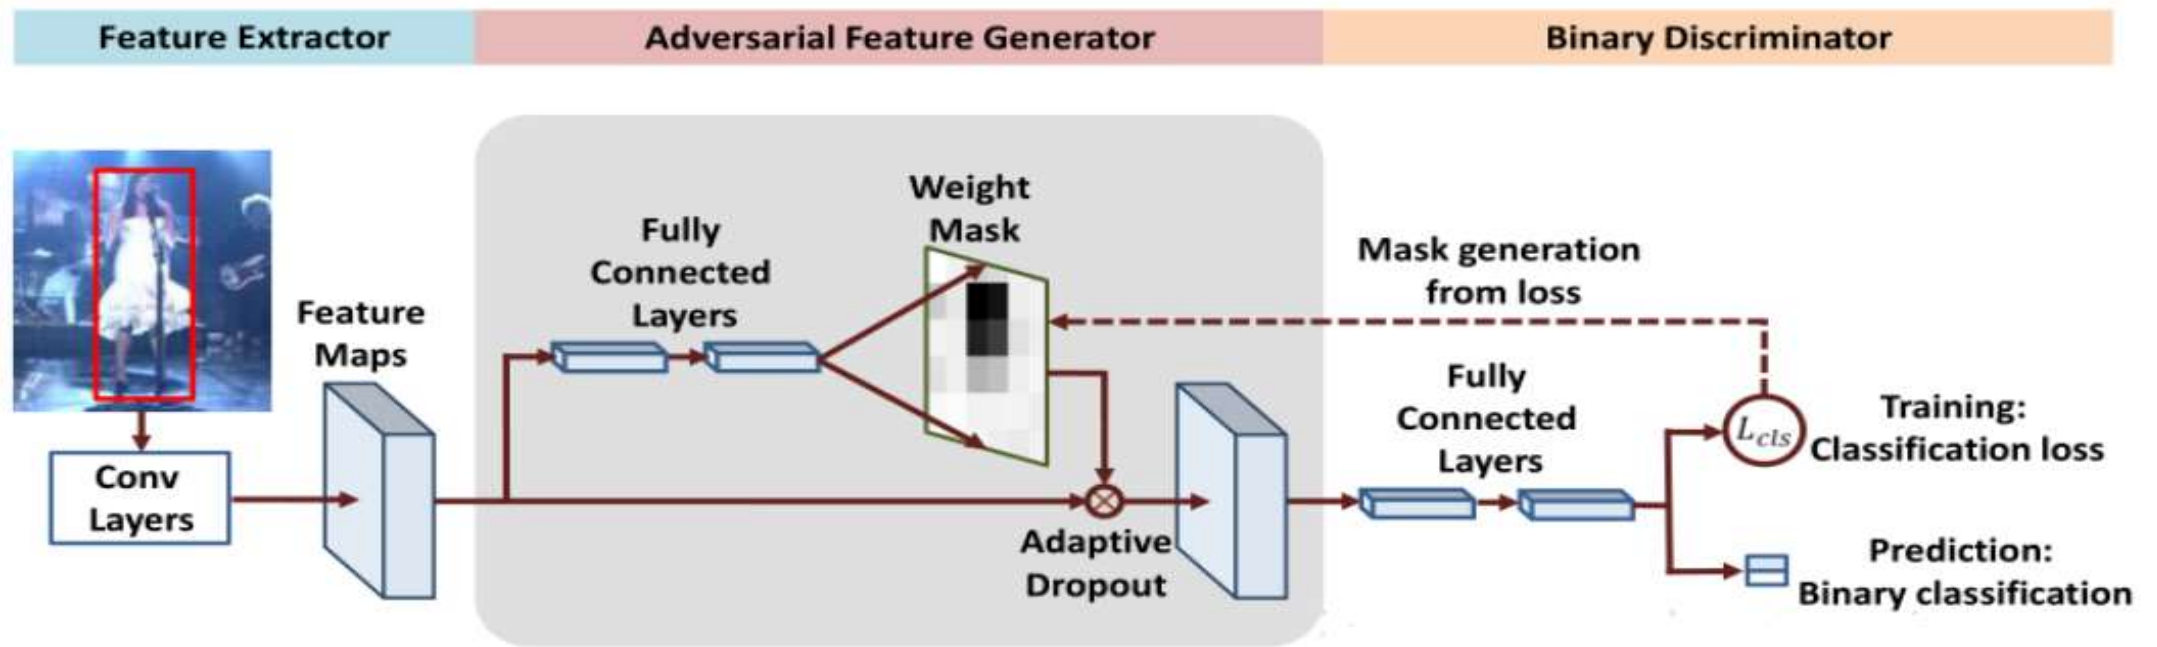 Feature Extractor
Adversarial Feature Generator
Binary Discriminator
Weight
Mask
Fully
Connected
Layers
Mask generation
from loss
Feature
Maps
Fully
Connected
Layers
Training:
Classification loss
L_cls
Conv
Layers
Adaptive
Dropout
Prediction:
Binary classification